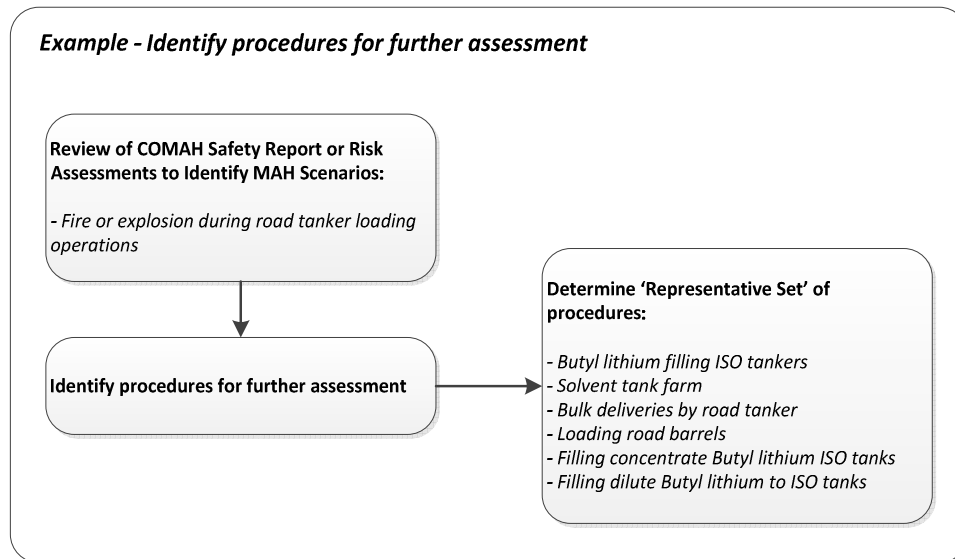 Example - Identify procedures for further assessment
Review of COMAH Safety Report or Risk
Assessments to Identify MAH Scenarios:
- Fire or explosion during road tanker loading
operations
Identify procedures for further assessment
Determine ‘Representative Set’ of
procedures:
- Butyl lithium filling ISO tankers
- Solvent tank farm
- Bulk deliveries by road tanker
- Loading road barrels
- Filling concentrate Butyl lithium ISO tanks
- Filling dilute Butyl lithium to ISO tanks